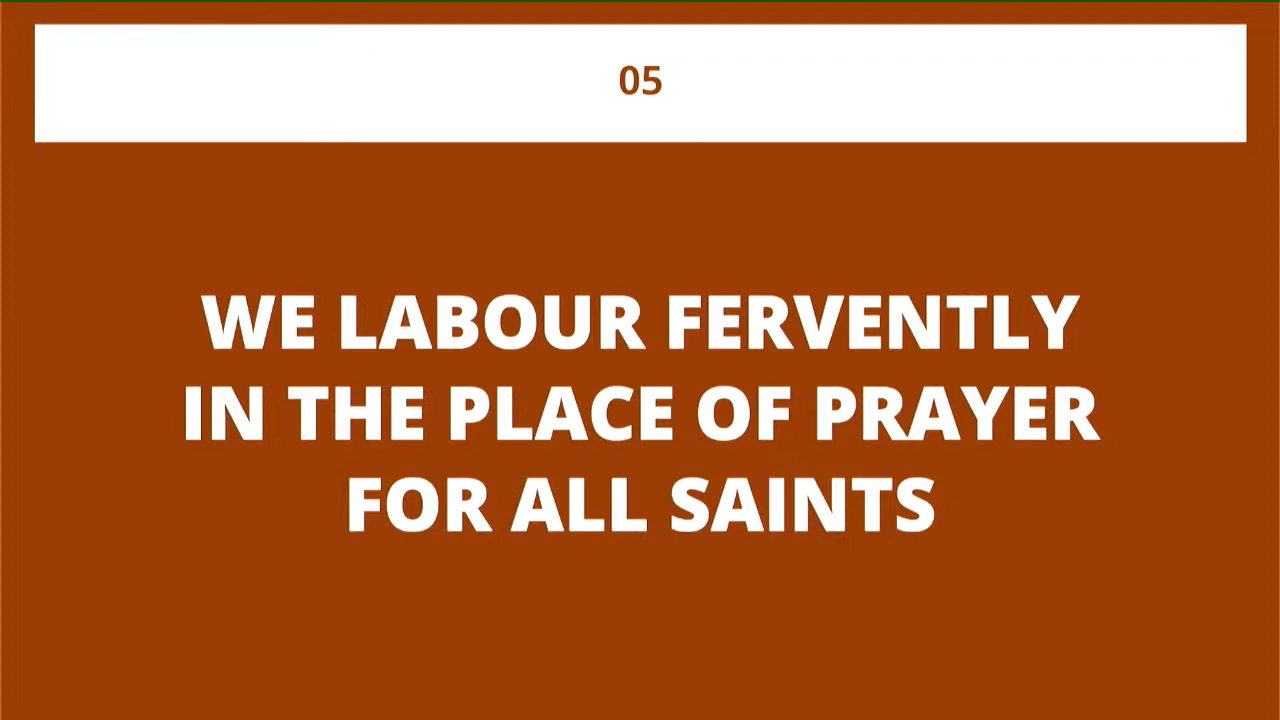 05
WE LABOUR FERVENTLY
IN THE PLACE OF PRAYER
FOR ALL SAINTS